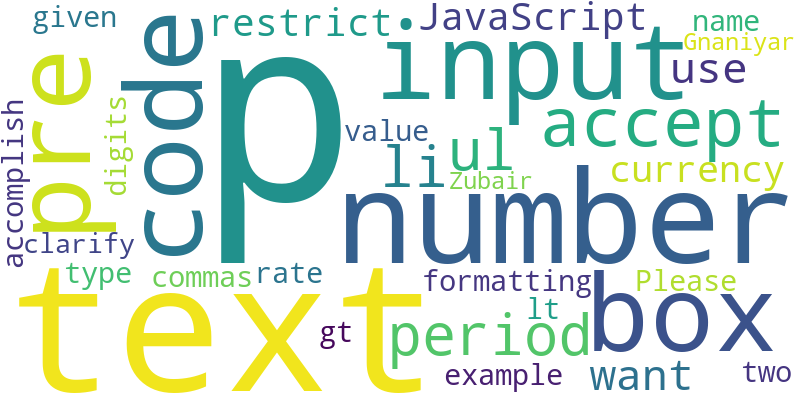 given
restrict
JavaScript
name
Gnaniyar
pre
code
p
input
use
accomplish
digits
value
accept
li
ul
Zubair
currency
number
clarify
type
commas
rate
formatting
Please
text
gt
period
lt
box
example
want
two